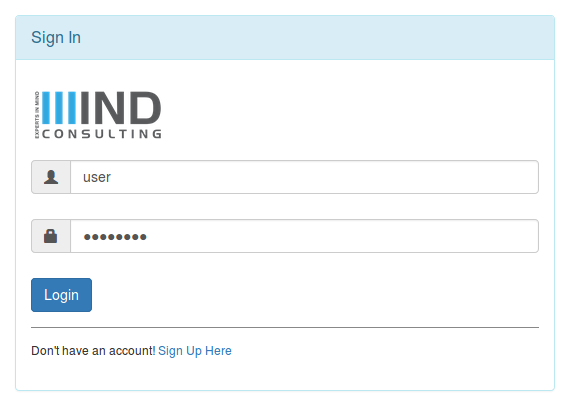 Sign In
EXPERTS IN MIND
IIIIND
CONSULTING
user
••••••••
Login
Don't have an account! Sign Up Here